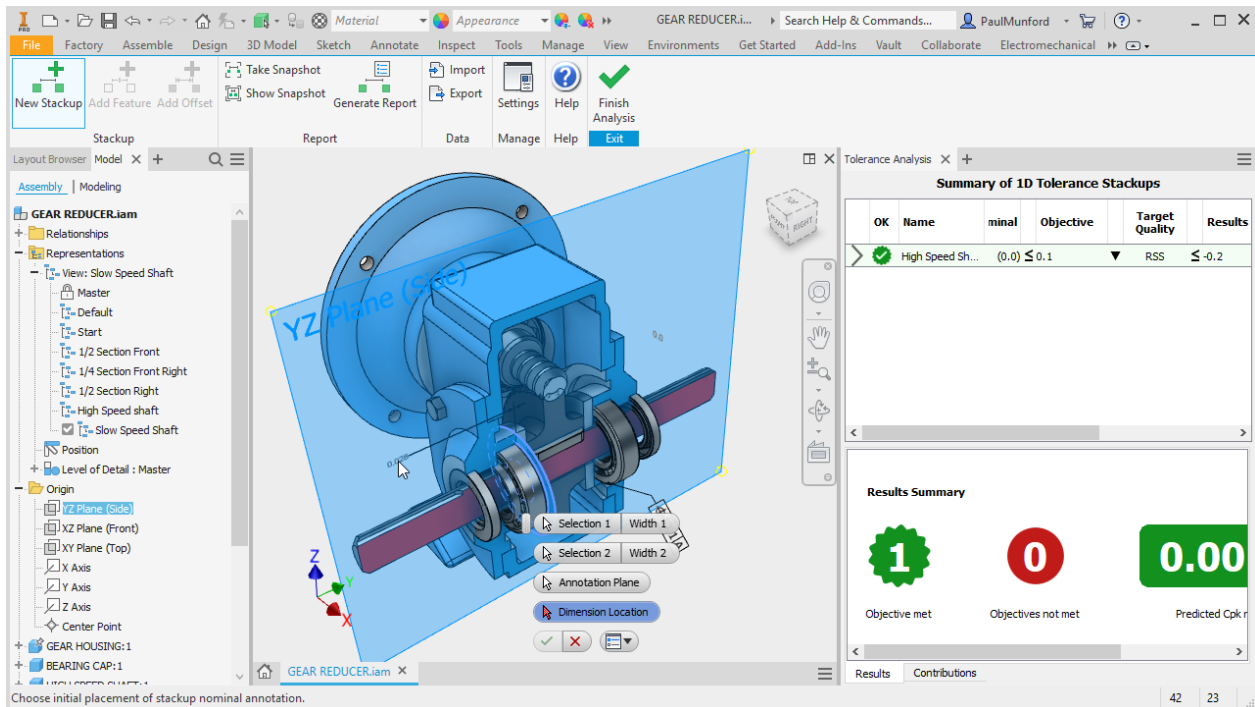 PRO
Material
Appearance
GEAR REDUCER.i...
Search Help & Commands...
PaulMunford
File Factory Assemble Design 3D Model Sketch Annotate Inspect Tools Manage View Environments Get Started Add-Ins Vault Collaborate Electromechanical
New Stackup Add Feature Add Offset
Take Snapshot
Show Snapshot
Generate Report
Import
Export
Settings
Help
Finish
Analysis
Stackup Report Data Manage Help Exit
Layout Browser Model
Assembly | Modeling
GEAR REDUCER.iam
Relationships
Representations
View: Slow Speed Shaft
Master
Default
Start
1/2 Section Front
1/4 Section Front Right
1/2 Section Right
High Speed shaft
Slow Speed Shaft
Position
Level of Detail : Master
Origin
YZ Plane (Side)
XZ Plane (Front)
XY Plane (Top)
X Axis
Y Axis
Z Axis
Center Point
GEAR HOUSING:1
BEARING CAP:1
YZ Plane (Side)
0.0
RIGHT
Z
Y
X
Selection 1 Width 1
Selection 2 Width 2
Annotation Plane
Dimension Location
GEAR REDUCER.iam
Tolerance Analysis
Summary of 1D Tolerance Stackups
OK Name minal Objective Target Quality Results
High Speed Sh... (0.0) ≤ 0.1 ▼ RSS ≤ -0.2
Results Summary
1
0
0.00
Objective met
Objectives not met
Predicted Cpk r
Results Contributions
Choose initial placement of stackup nominal annotation.
42 23